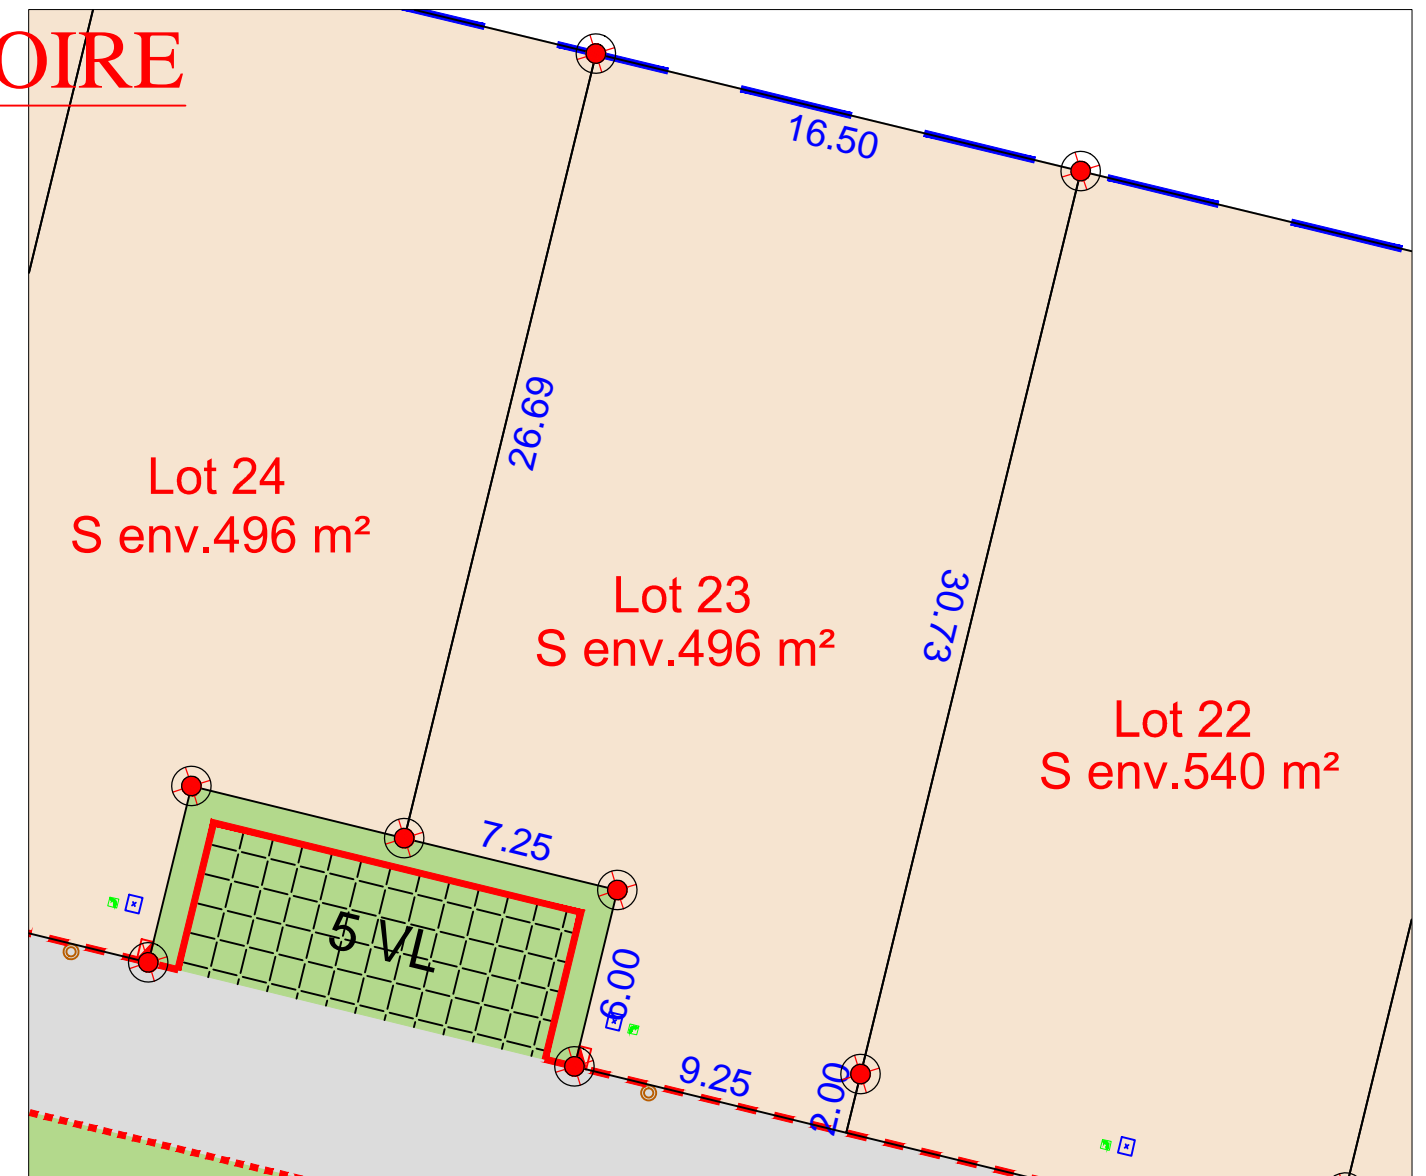 OIRE
16.50
26.69
Lot 24
S env.496 m²
30.73
Lot 23
S env.496 m²
Lot 22
S env.540 m²
7.25
5 VL
6.00
9.25
2.00